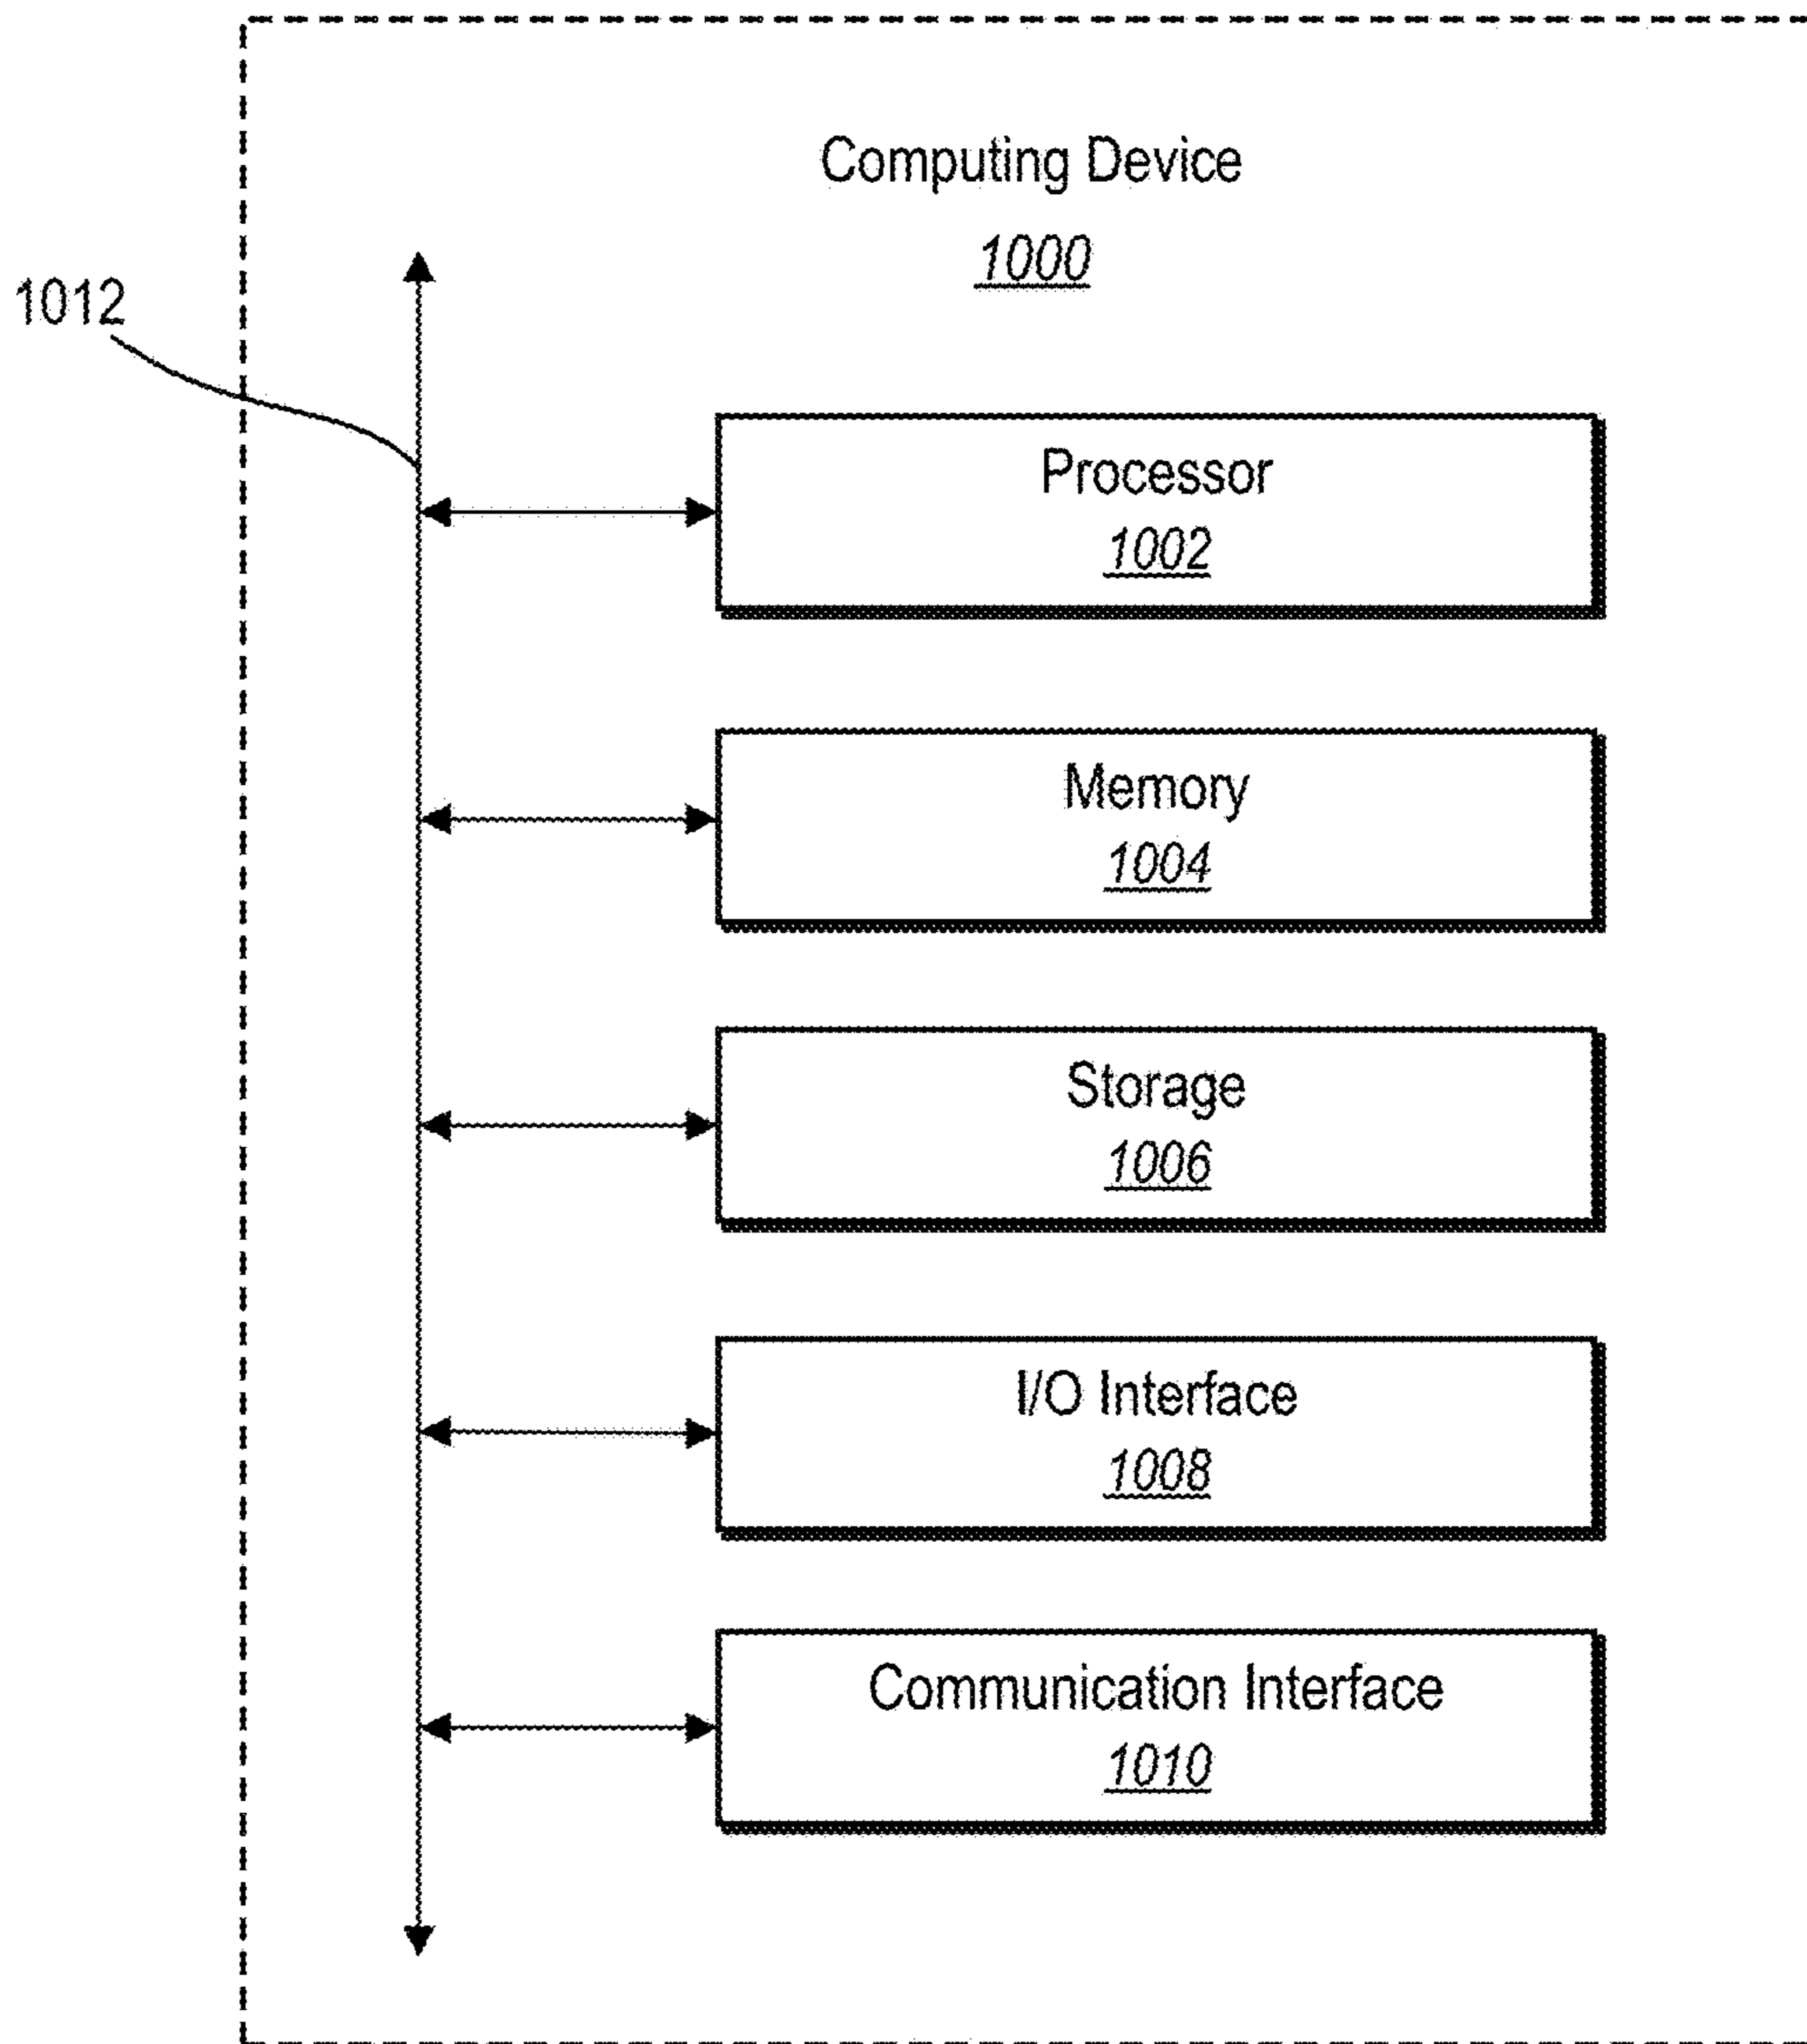 Computing Device
1000
1012
Processor
1002
Memory
1004
Storage
1006
I/O Interface
1008
Communication Interface
1010